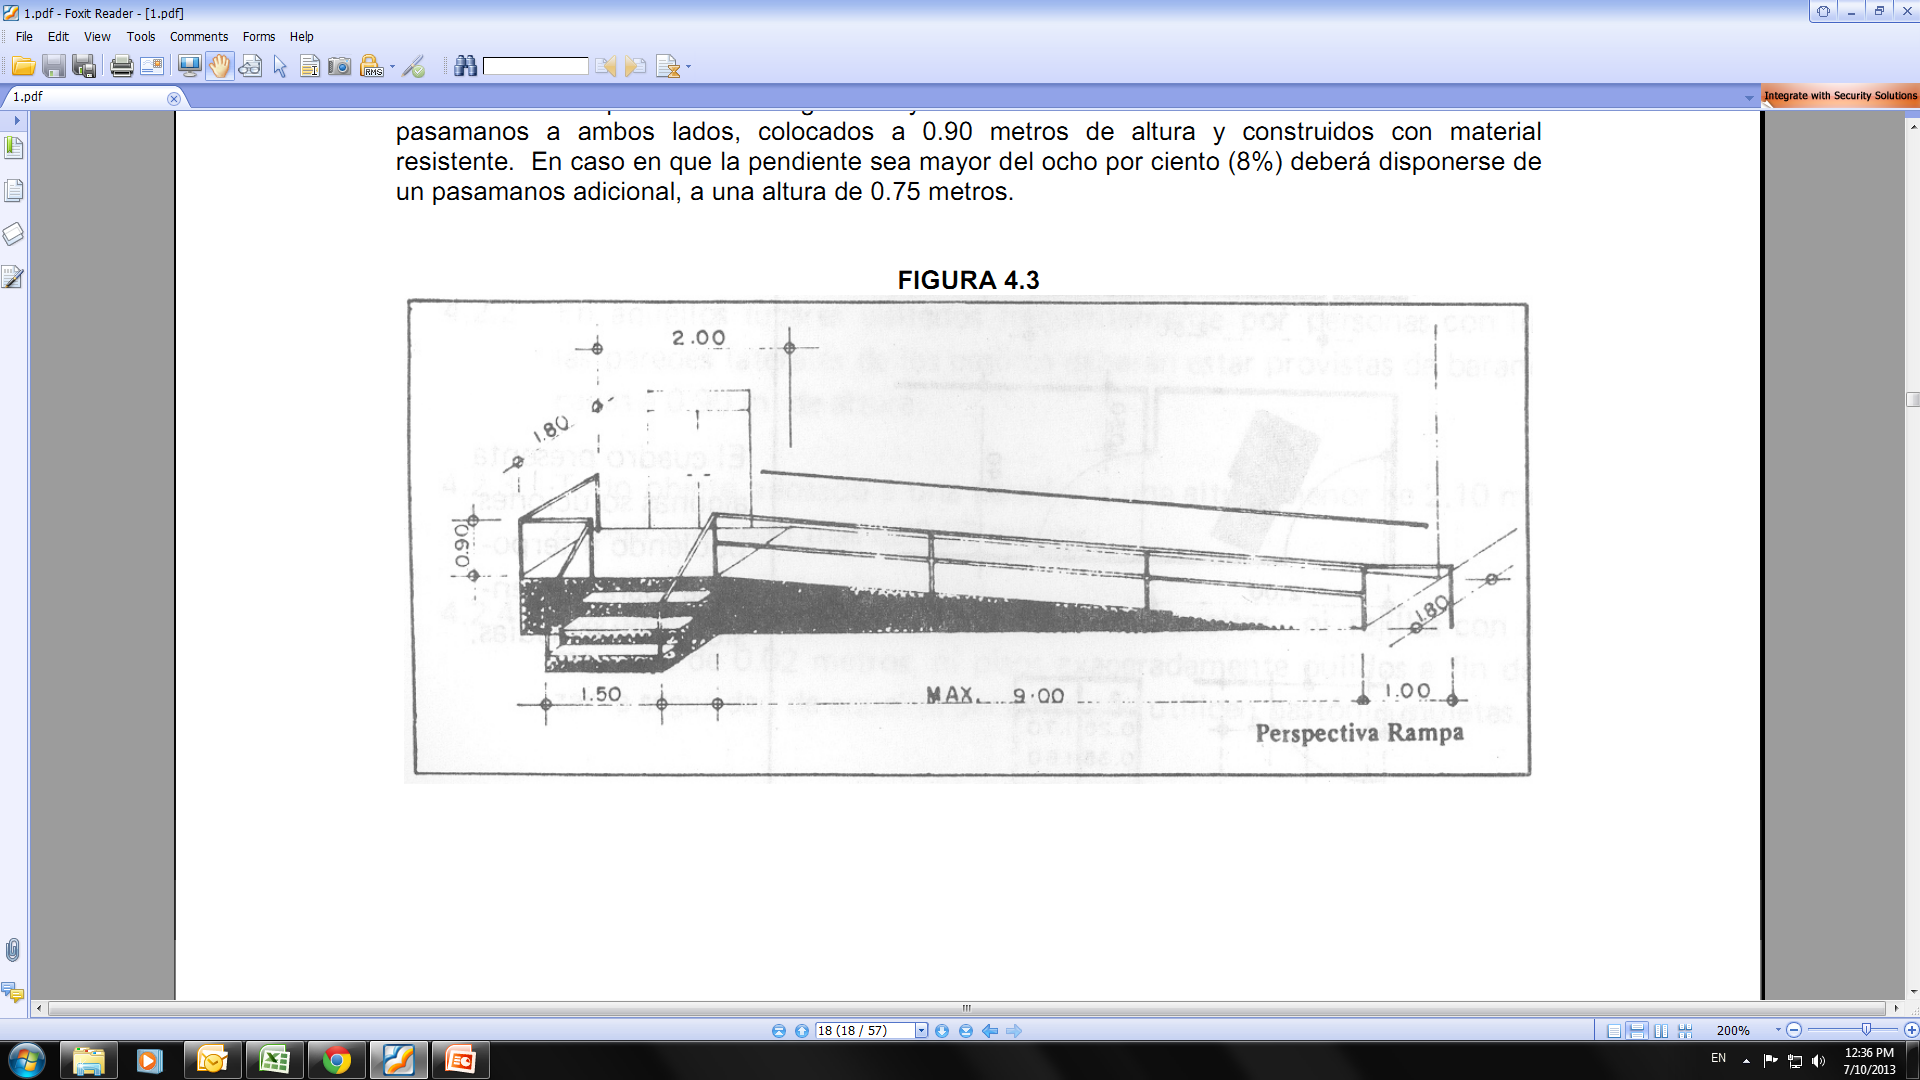 1.pdf - Foxit Reader - [1.pdf]
File Edit View Tools Comments Forms Help
RMS
1.pdf
Integrate with Security Solutions
pasamanos a ambos lados, colocados a 0.90 metros de altura y construidos con material
resistente. En caso en que la pendiente sea mayor del ocho por ciento (8%) deberá disponerse de
un pasamanos adicional, a una altura de 0.75 metros.
FIGURA 4.3
2.00
1.80
0.90
1.80
1.50
MAX. 9.00
1.00
Perspectiva Rampa
18 (18 / 57)
200%
EN
12:36 PM
7/10/2013